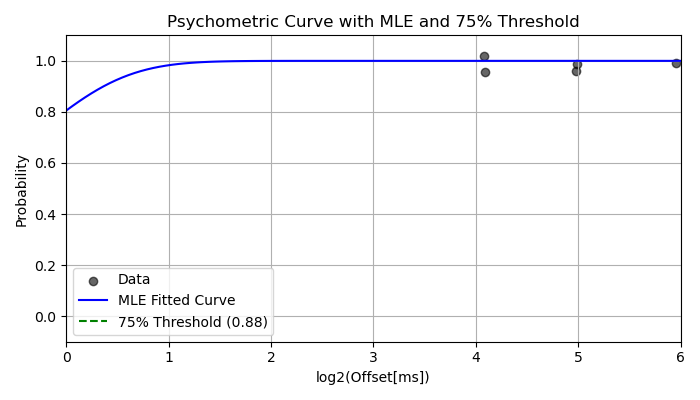 Psychometric Curve with MLE and 75% Threshold
1.0
0.8
0.6
0.4
0.2
0.0
Probability
Data
MLE Fitted Curve
75% Threshold (0.88)
0 1 2 3 4 5 6
log2(Offset[ms])